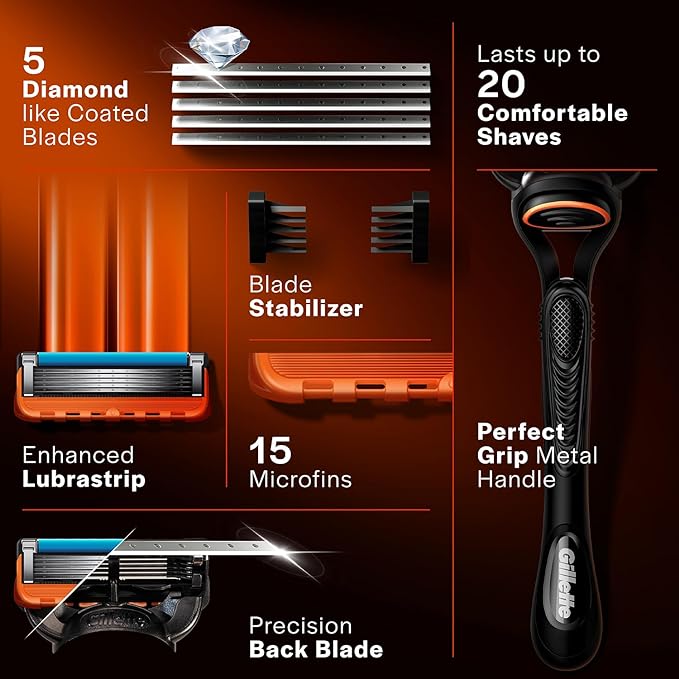 5
Diamond
like Coated
Blades
Lasts up to
20
Comfortable
Shaves
Blade
Stabilizer
Enhanced
Lubrastrip
15
Microfins
Perfect
Grip Metal
Handle
Gillette
Precision
Back Blade